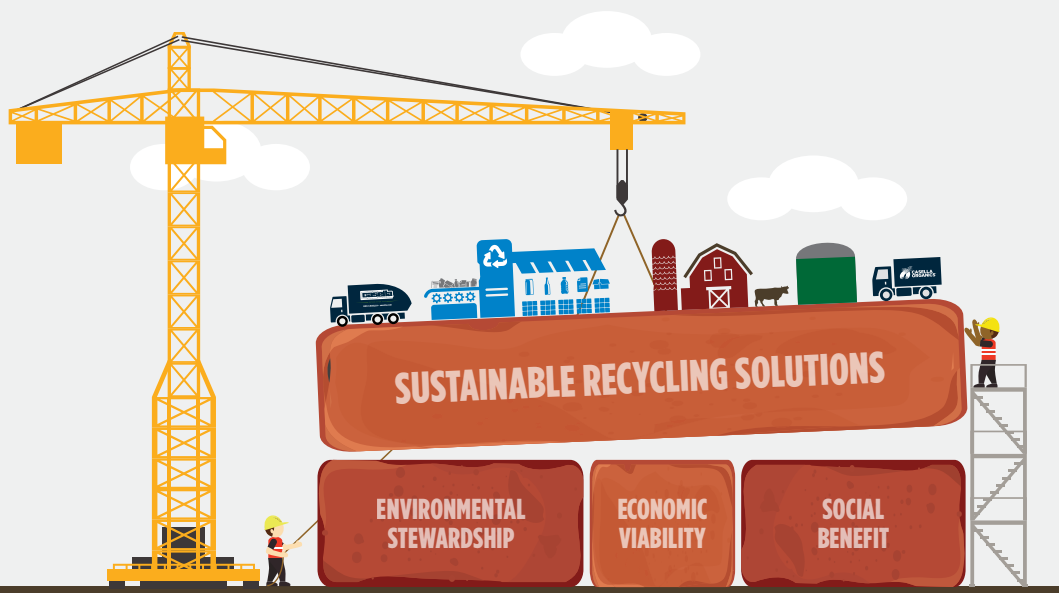 CASELLA
ORGANICS
SUSTAINABLE RECYCLING SOLUTIONS
ENVIRONMENTAL
STEWARDSHIP
ECONOMIC
VIABILITY
SOCIAL
BENEFIT